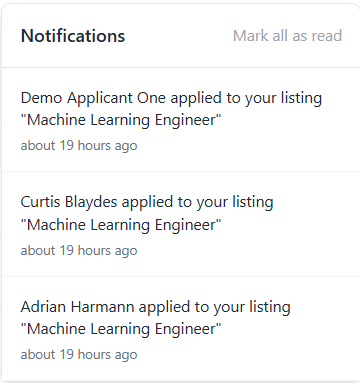 Notifications
Mark all as read
Demo Applicant One applied to your listing
"Machine Learning Engineer"
about 19 hours ago
Curtis Blaydes applied to your listing
"Machine Learning Engineer"
about 19 hours ago
Adrian Harmann applied to your listing
"Machine Learning Engineer"
about 19 hours ago